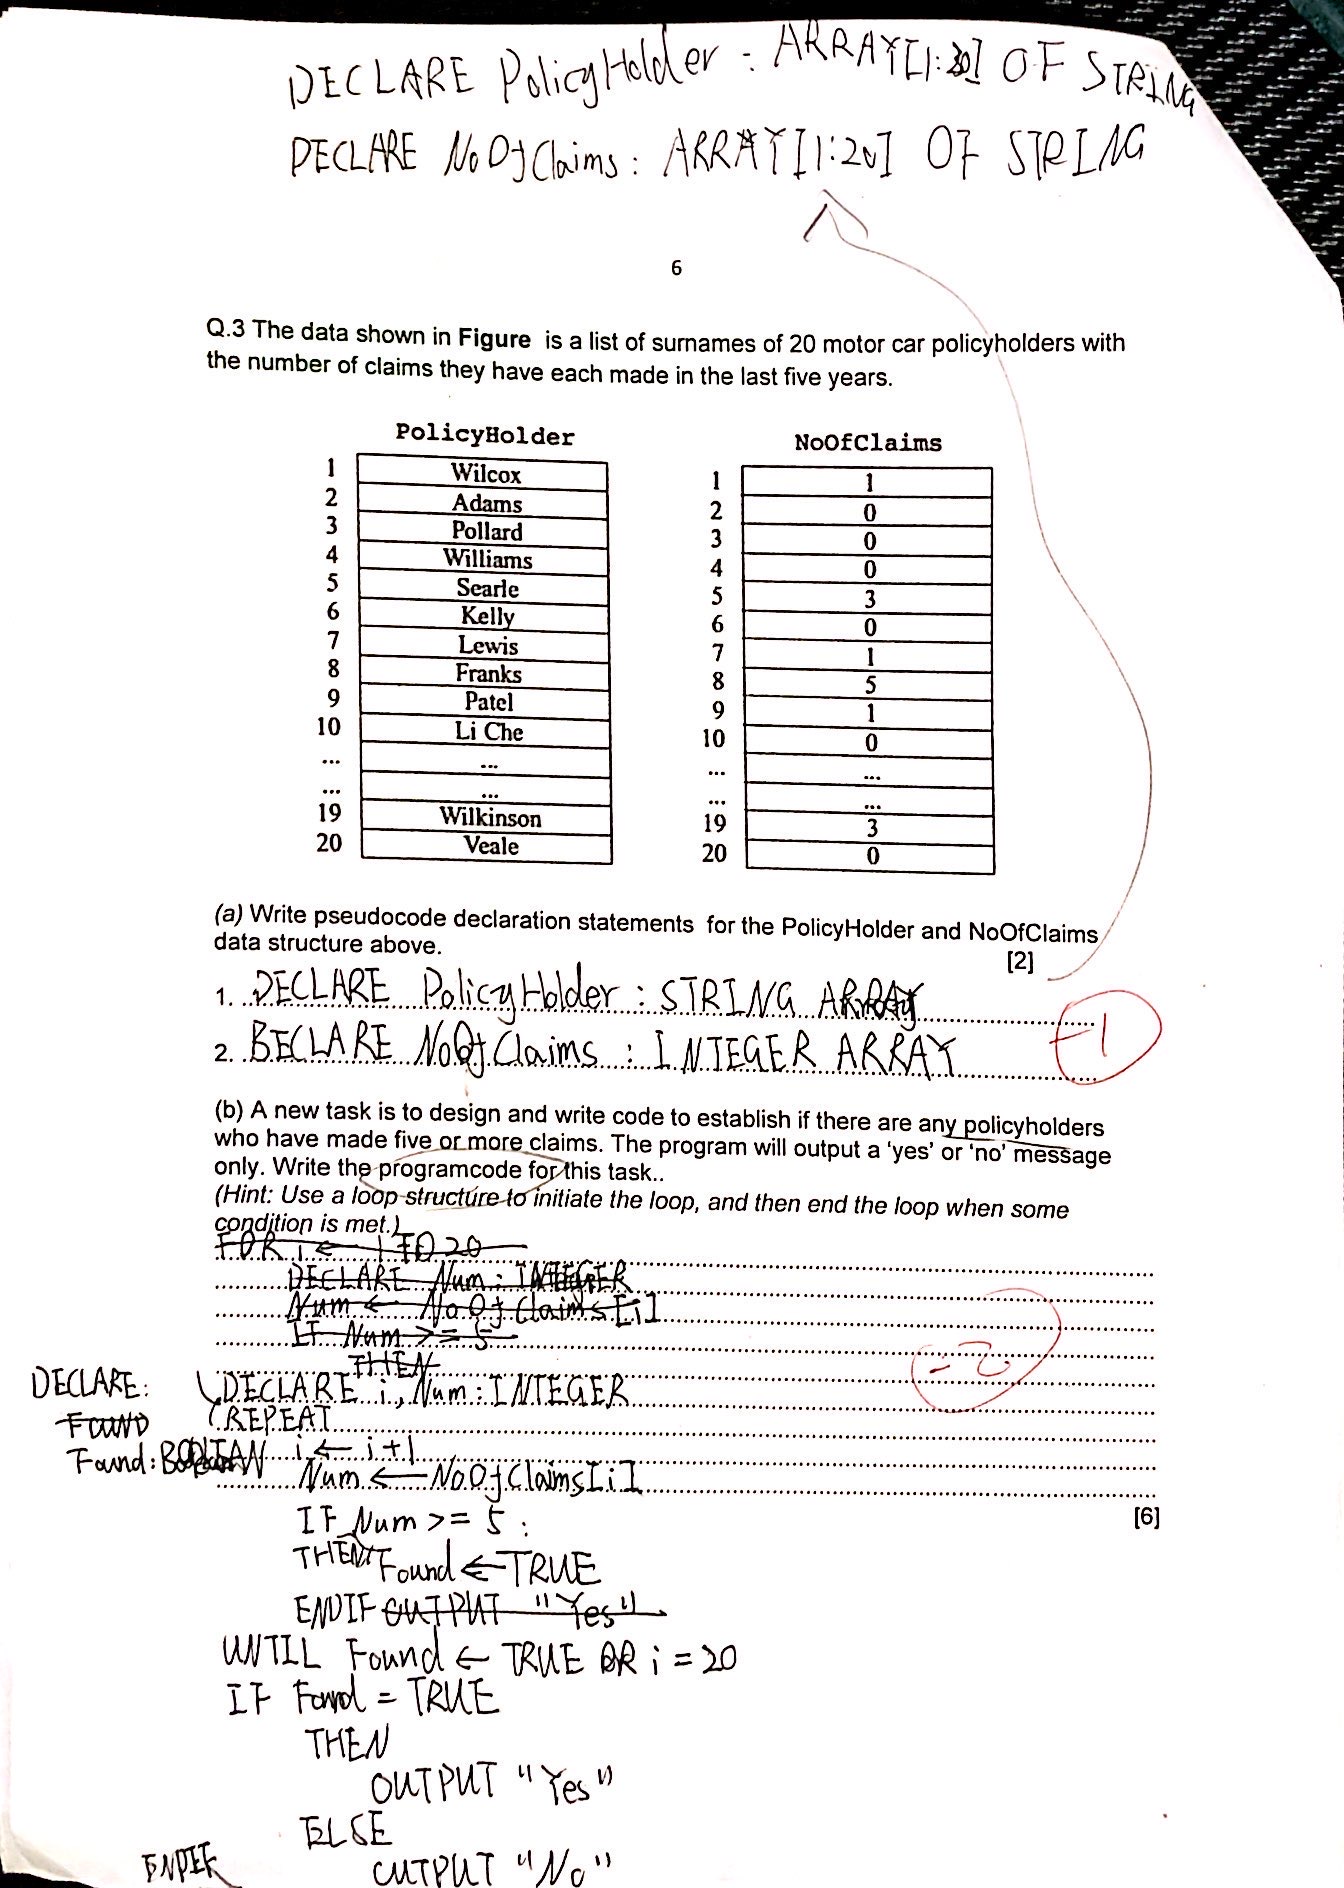 DECLARE PolicyHolder : ARRAY[1:20] OF STRING
DECLARE NoOfClaims : ARRAY[1:20] OF STRING
6
Q.3 The data shown in Figure is a list of surnames of 20 motor car policyholders with
the number of claims they have each made in the last five years.
PolicyHolder
1 Wilcox
2 Adams
3 Pollard
4 Williams
5 Searle
6 Kelly
7 Lewis
8 Franks
9 Patel
10 Li Che
... ...
... ...
19 Wilkinson
20 Veale
NoOfClaims
1 1
2 0
3 0
4 0
5 3
6 0
7 1
8 5
9 1
10 0
... ...
... ...
19 3
20 0
(a) Write pseudocode declaration statements for the PolicyHolder and NoOfClaims
data structure above.
[2]
1. DECLARE PolicyHolder : STRING ARRAY
2. DECLARE NoOfClaims : INTEGER ARRAY
-1
(b) A new task is to design and write code to establish if there are any policyholders
who have made five or more claims. The program will output a 'yes' or 'no' message
only. Write the programcode for this task..
(Hint: Use a loop structure to initiate the loop, and then end the loop when some
condition is met.)
FOR i ← 1 TO 20
DECLARE Num : INTEGER
Num ← NoOfClaims[i]
IF Num >= 5
THEN
-2
DECLARE:
Found
Found : BOOLEAN
DECLARE i, Num : INTEGER
REPEAT
i ← i+1
Num ← NoOfClaims[i]
[6]
IF Num >= 5 :
THEN Found ← TRUE
ENDIF OUTPUT "Yes"
UNTIL Found ← TRUE OR i = 20
IF Found = TRUE
THEN
OUTPUT "Yes"
ELSE
OUTPUT "No"
ENDIF